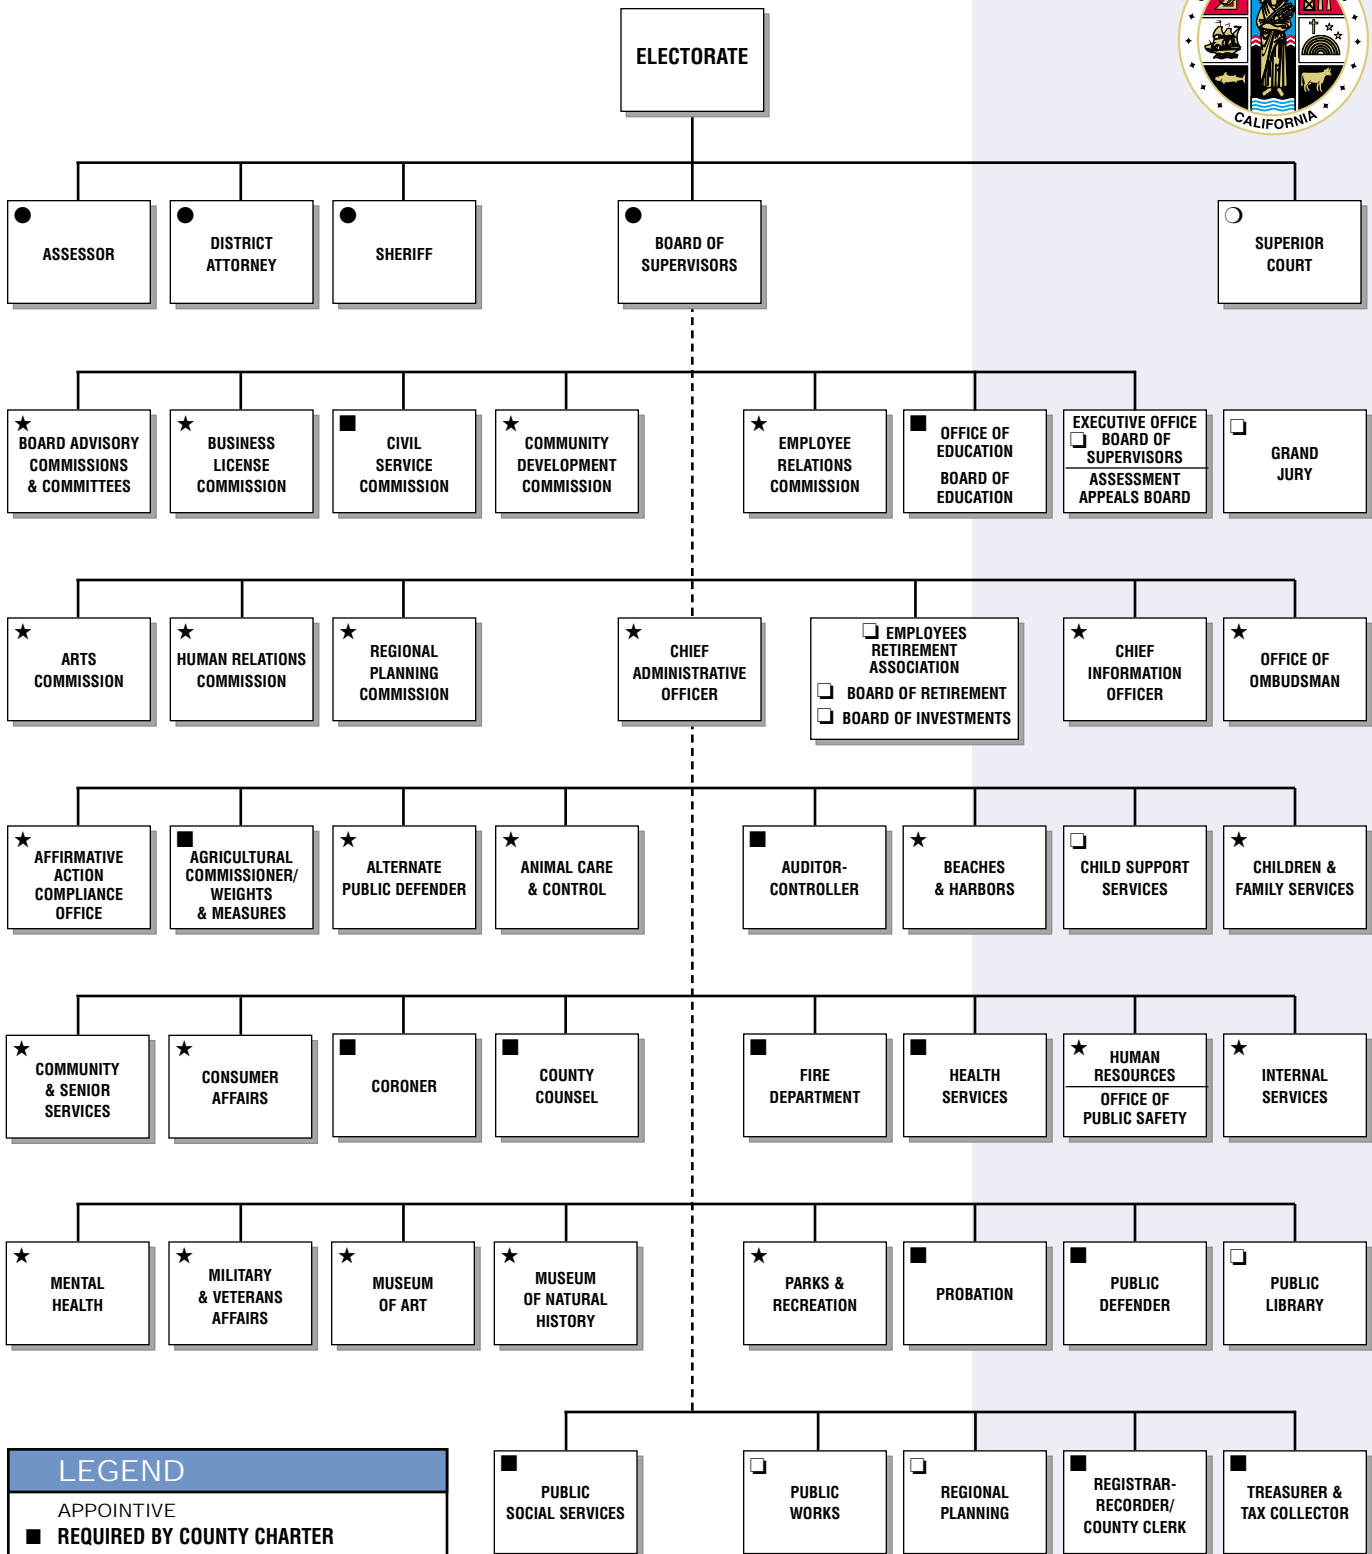 CALIFORNIA
ELECTORATE
ASSESSOR
DISTRICT
ATTORNEY
SHERIFF
BOARD OF
SUPERVISORS
SUPERIOR
COURT
BOARD ADVISORY
COMMISSIONS
& COMMITTEES
BUSINESS
LICENSE
COMMISSION
CIVIL
SERVICE
COMMISSION
COMMUNITY
DEVELOPMENT
COMMISSION
EMPLOYEE
RELATIONS
COMMISSION
OFFICE OF
EDUCATION
BOARD OF
EDUCATION
EXECUTIVE OFFICE
BOARD OF
SUPERVISORS
ASSESSMENT
APPEALS BOARD
GRAND
JURY
ARTS
COMMISSION
HUMAN RELATIONS
COMMISSION
REGIONAL
PLANNING
COMMISSION
CHIEF
ADMINISTRATIVE
OFFICER
EMPLOYEES
RETIREMENT
ASSOCIATION
BOARD OF RETIREMENT
BOARD OF INVESTMENTS
CHIEF
INFORMATION
OFFICER
OFFICE OF
OMBUDSMAN
AFFIRMATIVE
ACTION
COMPLIANCE
OFFICE
AGRICULTURAL
COMMISSIONER/
WEIGHTS
& MEASURES
ALTERNATE
PUBLIC DEFENDER
ANIMAL CARE
& CONTROL
AUDITOR-
CONTROLLER
BEACHES
& HARBORS
CHILD SUPPORT
SERVICES
CHILDREN &
FAMILY SERVICES
COMMUNITY
& SENIOR
SERVICES
CONSUMER
AFFAIRS
CORONER
COUNTY
COUNSEL
FIRE
DEPARTMENT
HEALTH
SERVICES
HUMAN
RESOURCES
OFFICE OF
PUBLIC SAFETY
INTERNAL
SERVICES
MENTAL
HEALTH
MILITARY
& VETERANS
AFFAIRS
MUSEUM
OF ART
MUSEUM
OF NATURAL
HISTORY
PARKS &
RECREATION
PROBATION
PUBLIC
DEFENDER
PUBLIC
LIBRARY
PUBLIC
SOCIAL SERVICES
PUBLIC
WORKS
REGIONAL
PLANNING
REGISTRAR-
RECORDER/
COUNTY CLERK
TREASURER &
TAX COLLECTOR
LEGEND
APPOINTIVE
REQUIRED BY COUNTY CHARTER